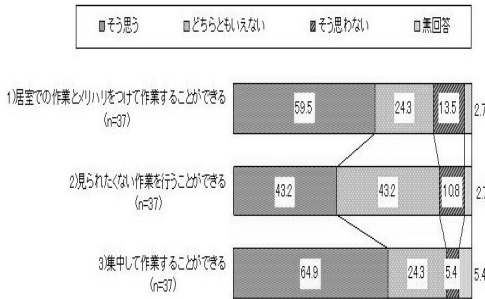 そう思う どちらともいえない そう思わない 無回答
1)居室での作業とメリハリをつけて作業することができる
(n=37)
59.5 24.3 13.5 2.7
2)見られたくない作業を行うことができる
(n=37)
43.2 43.2 10.8 2.7
3)集中して作業することができる
(n=37)
64.9 24.3 5.4 5.4